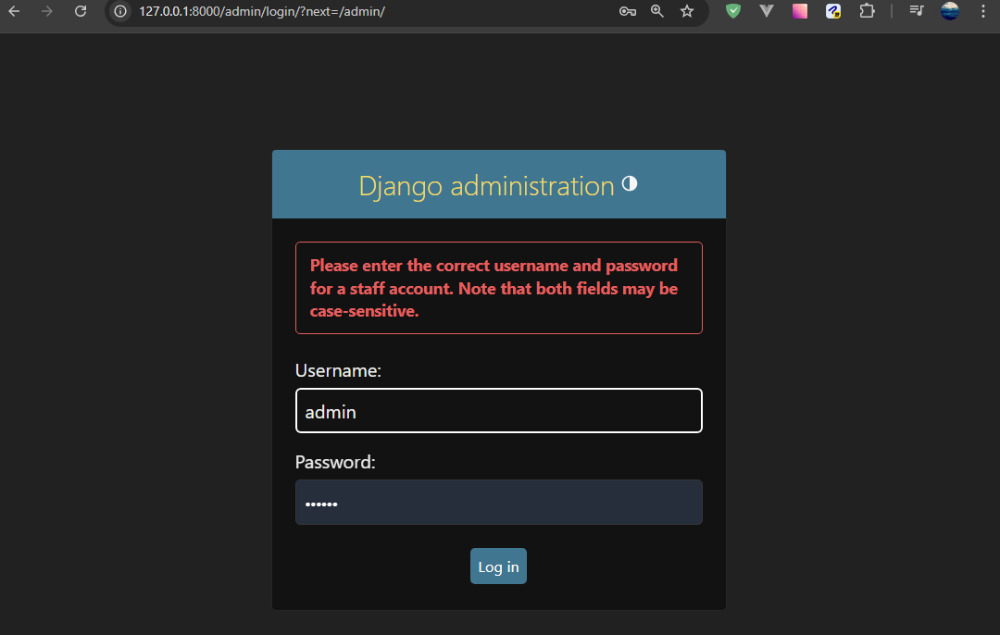 127.0.0.1:8000/admin/login/?next=/admin/
Django administration
Please enter the correct username and password
for a staff account. Note that both fields may be
case-sensitive.
Username:
admin
Password:
••••••
Log in